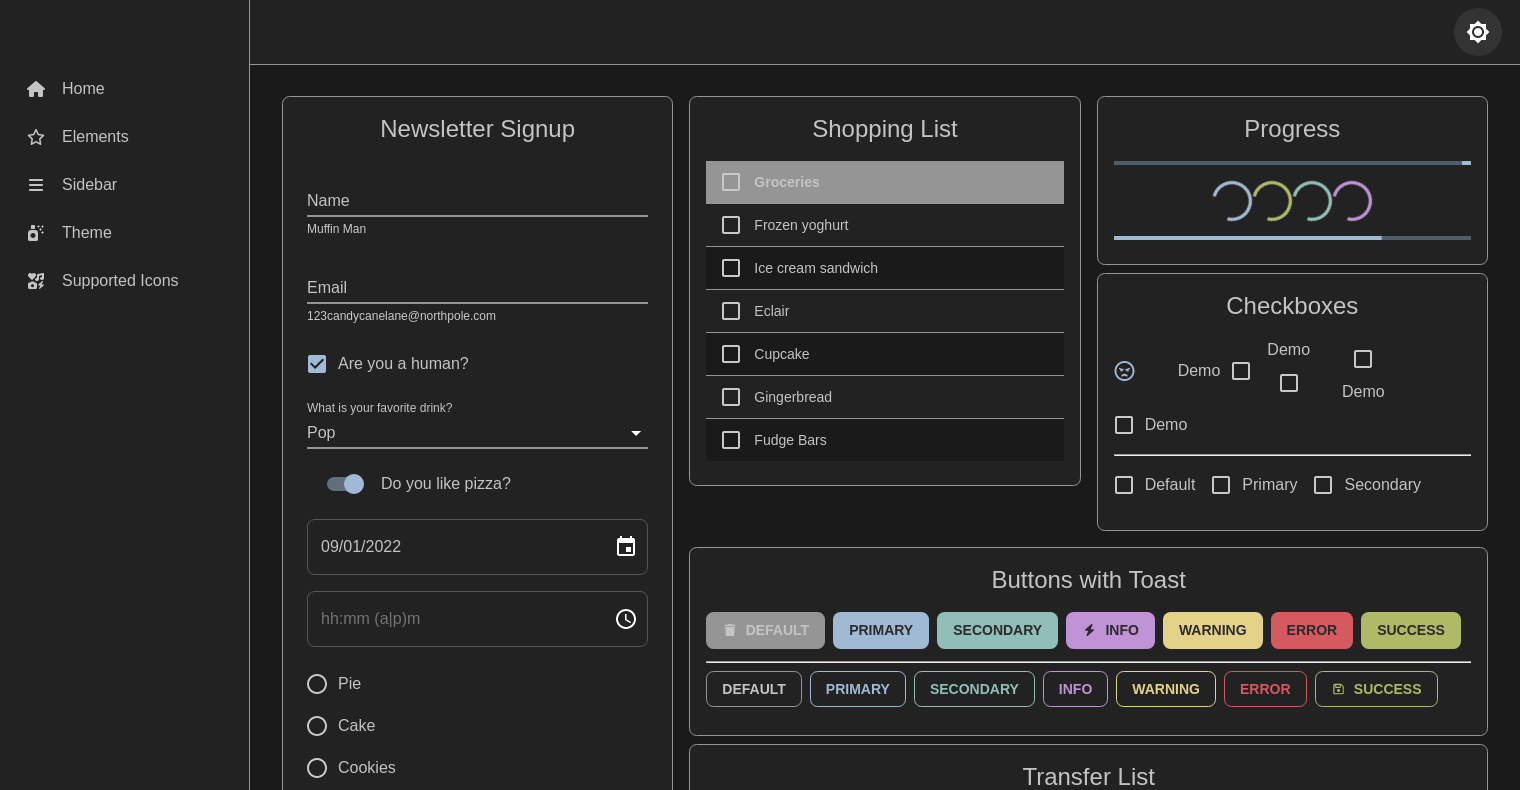 Home
Elements
Sidebar
Theme
Supported Icons
Newsletter Signup
Name
Muffin Man
Email
123candycanelane@northpole.com
Are you a human?
What is your favorite drink?
Pop
Do you like pizza?
09/01/2022
hh:mm (a|p)m
Pie
Cake
Cookies
Shopping List
Groceries
Frozen yoghurt
Ice cream sandwich
Eclair
Cupcake
Gingerbread
Fudge Bars
Progress
Checkboxes
Demo
Demo
Demo
Demo
Default Primary Secondary
Buttons with Toast
DEFAULT PRIMARY SECONDARY INFO WARNING ERROR SUCCESS
DEFAULT PRIMARY SECONDARY INFO WARNING ERROR SUCCESS
Transfer List